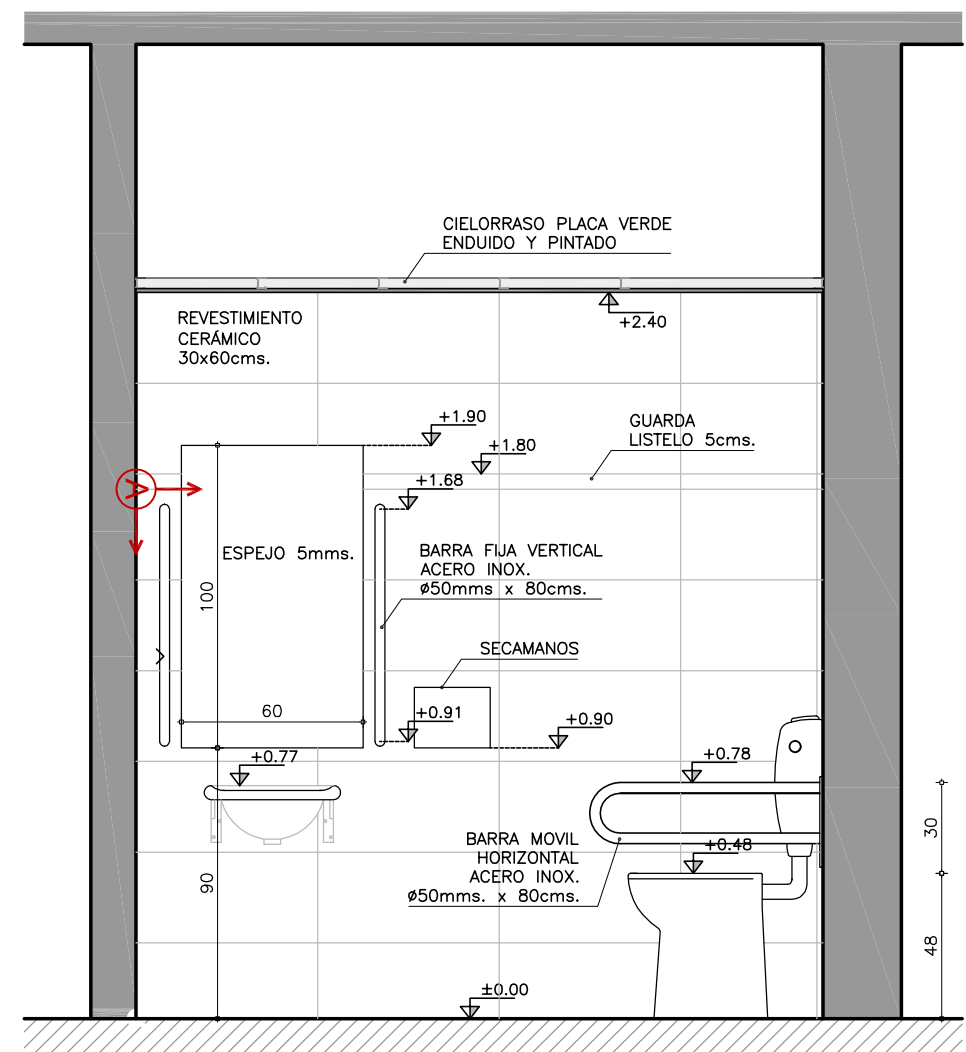 CIELORRASO PLACA VERDE
ENDUIDO Y PINTADO
+2.40
REVESTIMIENTO
CERÁMICO
30x60cms.
+1.90
GUARDA
LISTELO 5cms.
+1.80
+1.68
V
ESPEJO 5mms.
BARRA FIJA VERTICAL
ACERO INOX.
Ø50mms x 80cms.
100
SECAMANOS
60
+0.91
+0.90
+0.77
+0.78
BARRA MOVIL
HORIZONTAL
ACERO INOX.
Ø50mms. x 80cms.
+0.48
30
90
48
±0.00